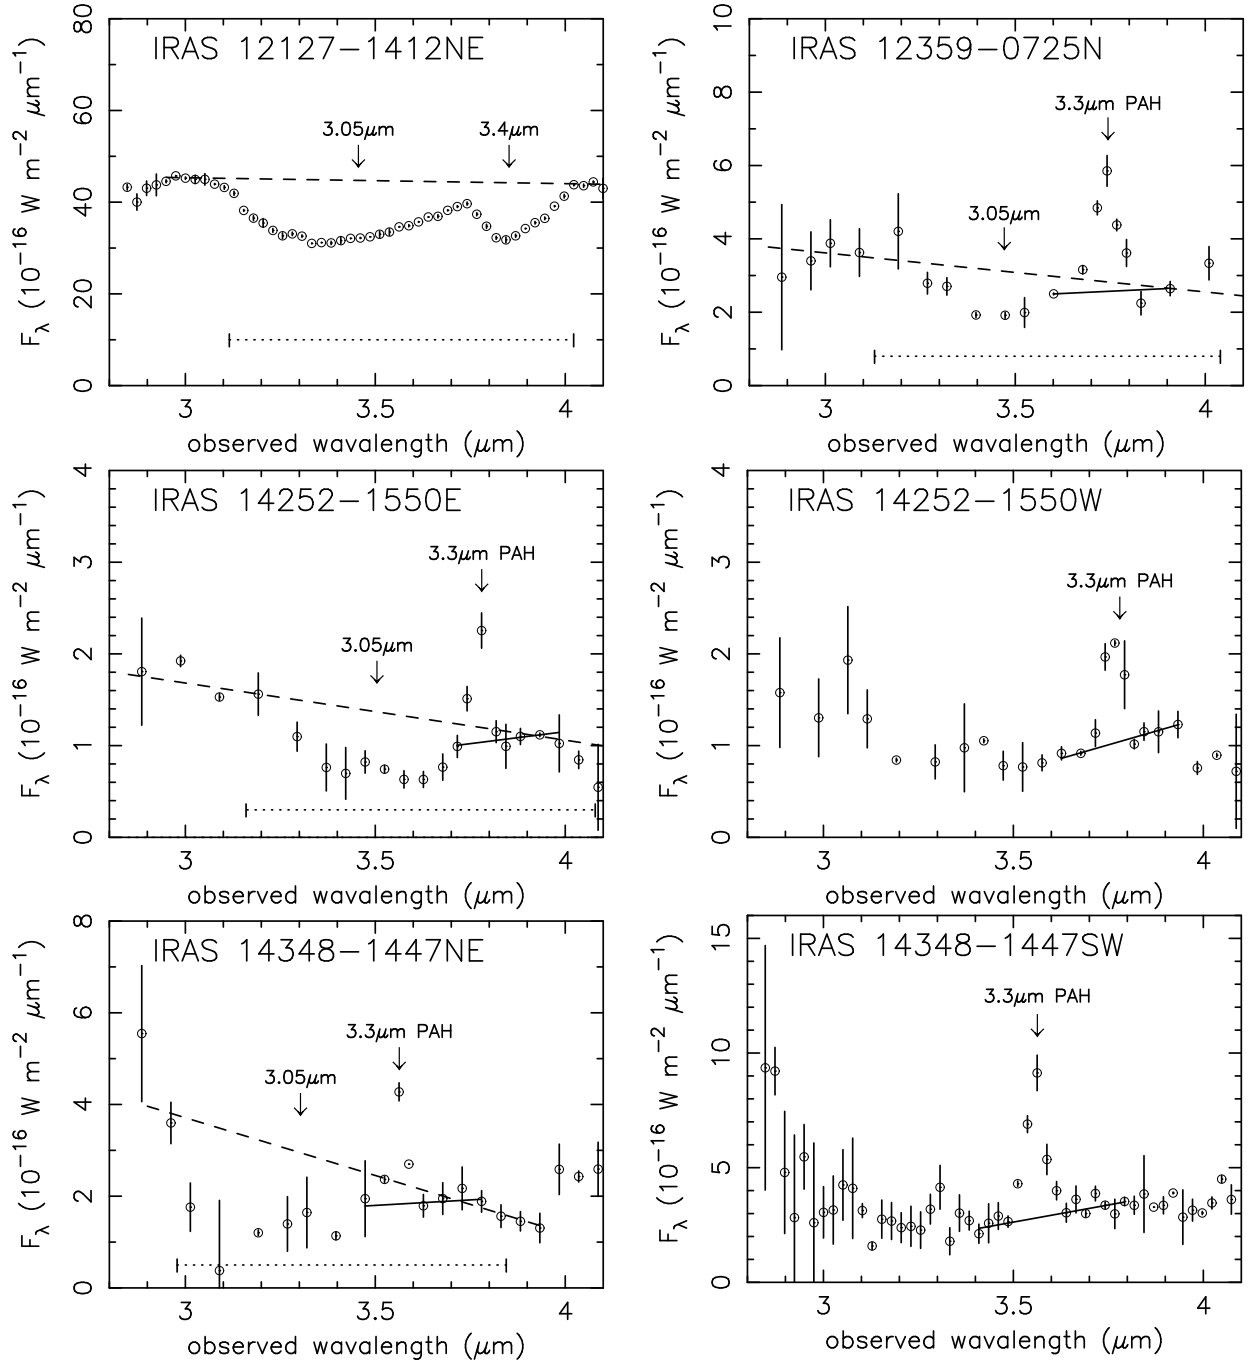 IRAS 12127−1412NE
3.05μm
3.4μm
80
60
40
20
0
F_λ (10^−16 W m^−2 μm^−1)
3
3.5
4
observed wavalength (μm)
IRAS 12359−0725N
3.3μm PAH
3.05μm
10
8
6
4
2
0
F_λ (10^−16 W m^−2 μm^−1)
3
3.5
4
observed wavalength (μm)
IRAS 14252−1550E
3.3μm PAH
3.05μm
4
3
2
1
0
F_λ (10^−16 W m^−2 μm^−1)
3
3.5
4
observed wavalength (μm)
IRAS 14252−1550W
3.3μm PAH
4
3
2
1
0
F_λ (10^−16 W m^−2 μm^−1)
3
3.5
4
observed wavalength (μm)
IRAS 14348−1447NE
3.3μm PAH
3.05μm
8
6
4
2
0
F_λ (10^−16 W m^−2 μm^−1)
3
3.5
4
observed wavalength (μm)
IRAS 14348−1447SW
3.3μm PAH
15
10
5
0
F_λ (10^−16 W m^−2 μm^−1)
3
3.5
4
observed wavalength (μm)